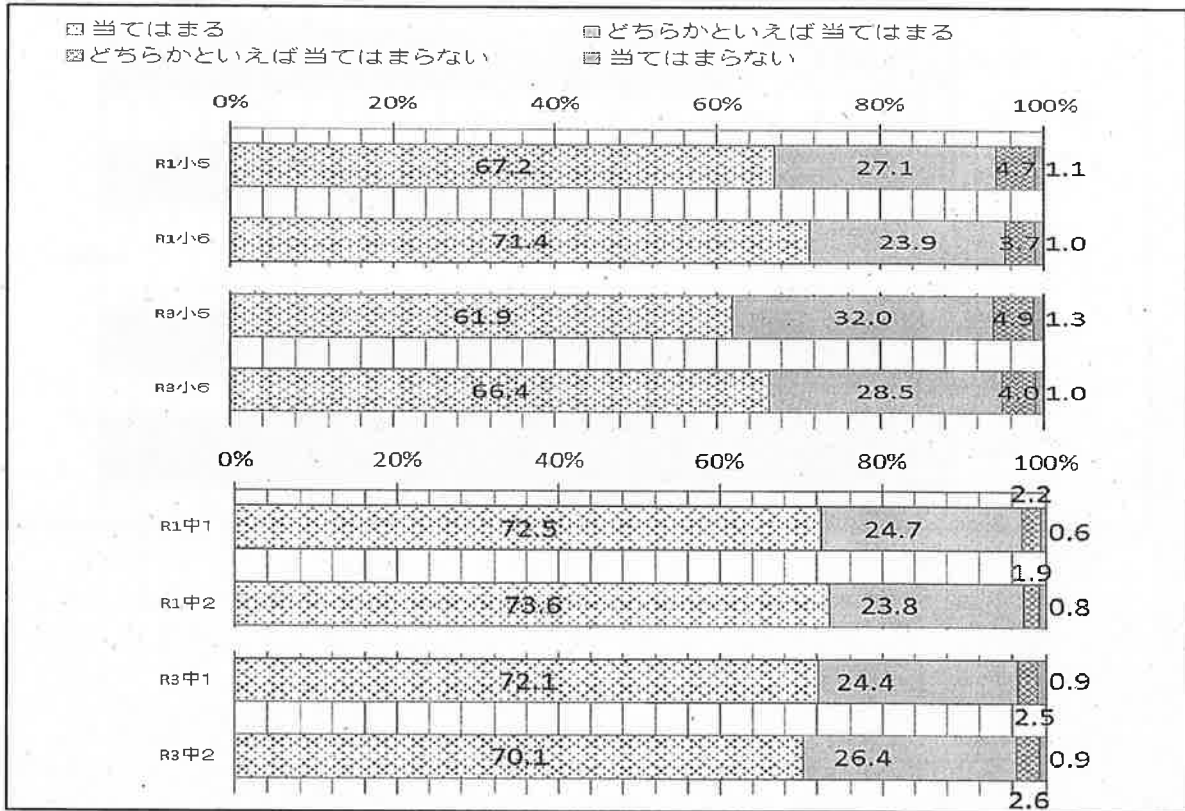 当てはまる どちらかといえば当てはまる
どちらかといえば当てはまらない 当てはまらない
0% 20% 40% 60% 80% 100%
R1小5 67.2 27.1 4.7 1.1
R1小6 71.4 23.9 3.7 1.0
R3小5 61.9 32.0 4.9 1.3
R3小6 66.4 28.5 4.0 1.0
0% 20% 40% 60% 80% 100%
2.2
R1中1 72.5 24.7 0.6
1.9
R1中2 73.6 23.8 0.8
R3中1 72.1 24.4 0.9
2.5
R3中2 70.1 26.4 0.9
2.6